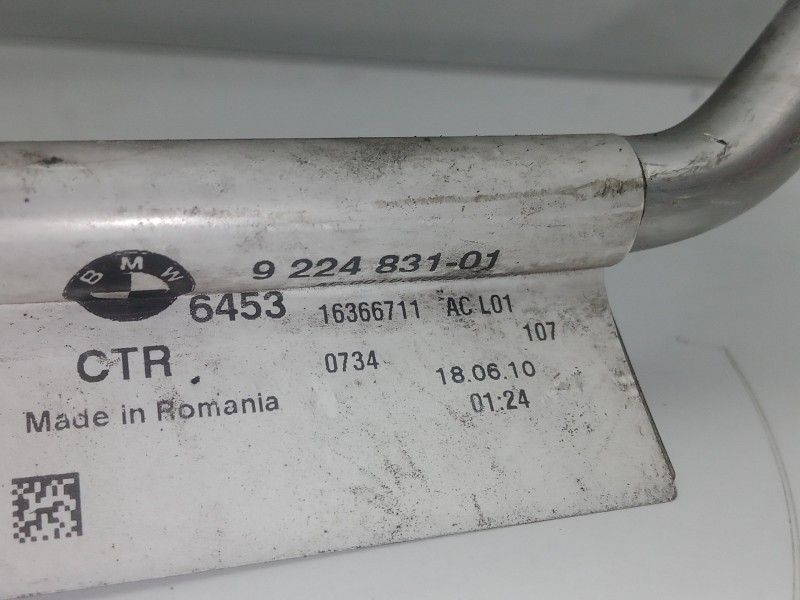 BMW
9 224 831-01
6453 16366711 AC L01
107
CTR 0734 18.06.10
Made in Romania 01:24